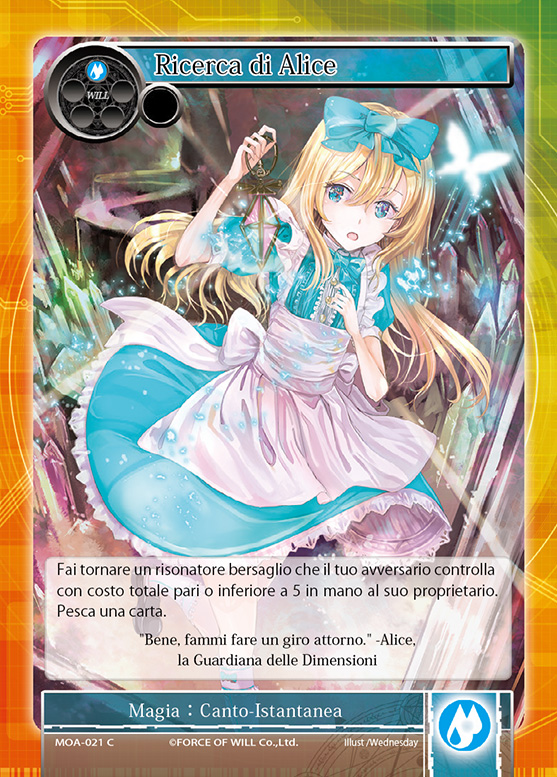 Ricerca di Alice
WILL
Fai tornare un risonatore bersaglio che il tuo avversario controlla
con costo totale pari o inferiore a 5 in mano al suo proprietario.
Pesca una carta.
"Bene, fammi fare un giro attorno." -Alice,
la Guardiana delle Dimensioni
Magia : Canto-Istantanea
MOA-021 C ©FORCE OF WILL Co.,Ltd. Illust /Wednesday